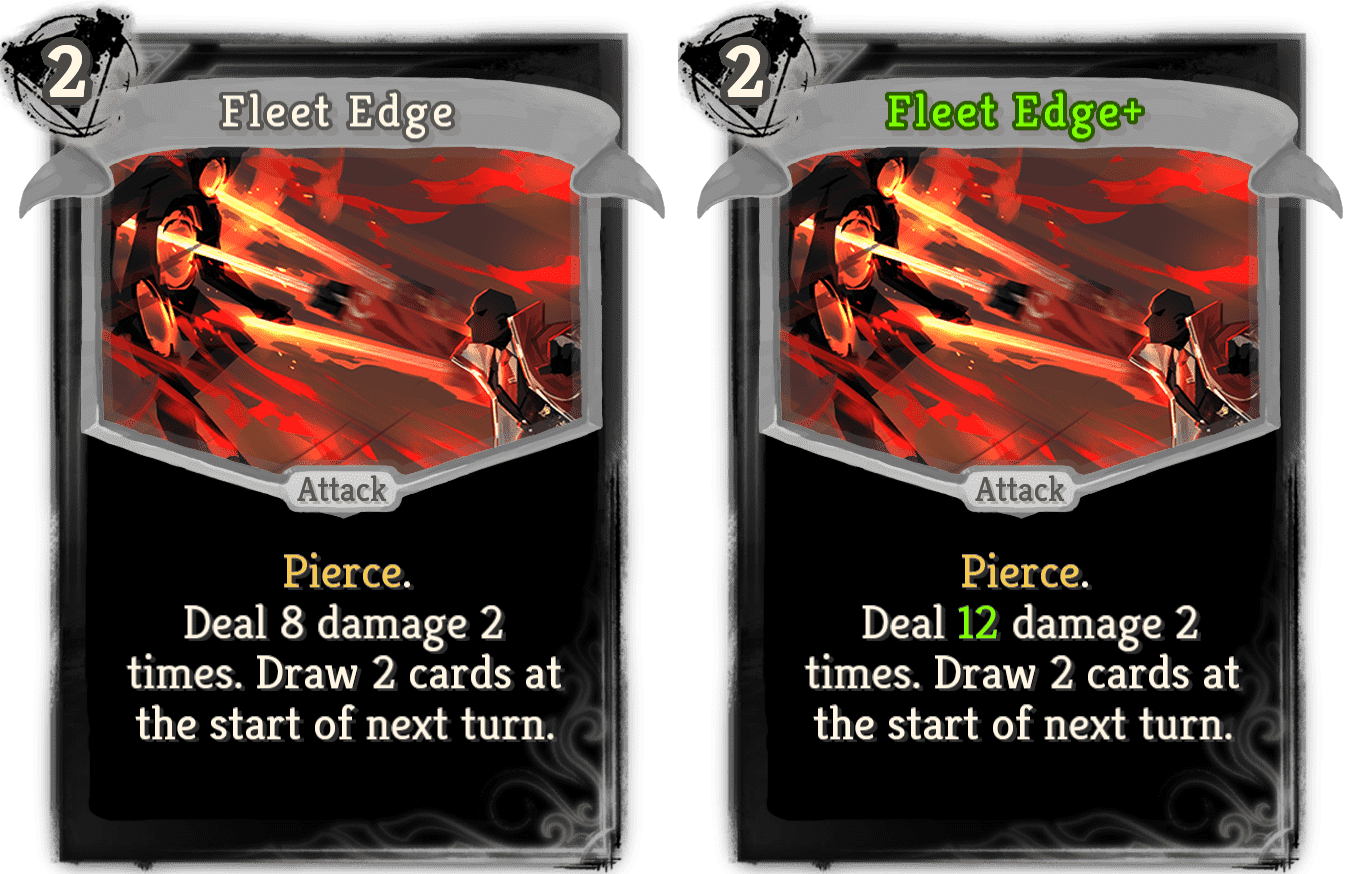 2
Fleet Edge
Attack
Pierce.
Deal 8 damage 2
times. Draw 2 cards at
the start of next turn.
2
Fleet Edge+
Attack
Pierce.
Deal 12 damage 2
times. Draw 2 cards at
the start of next turn.